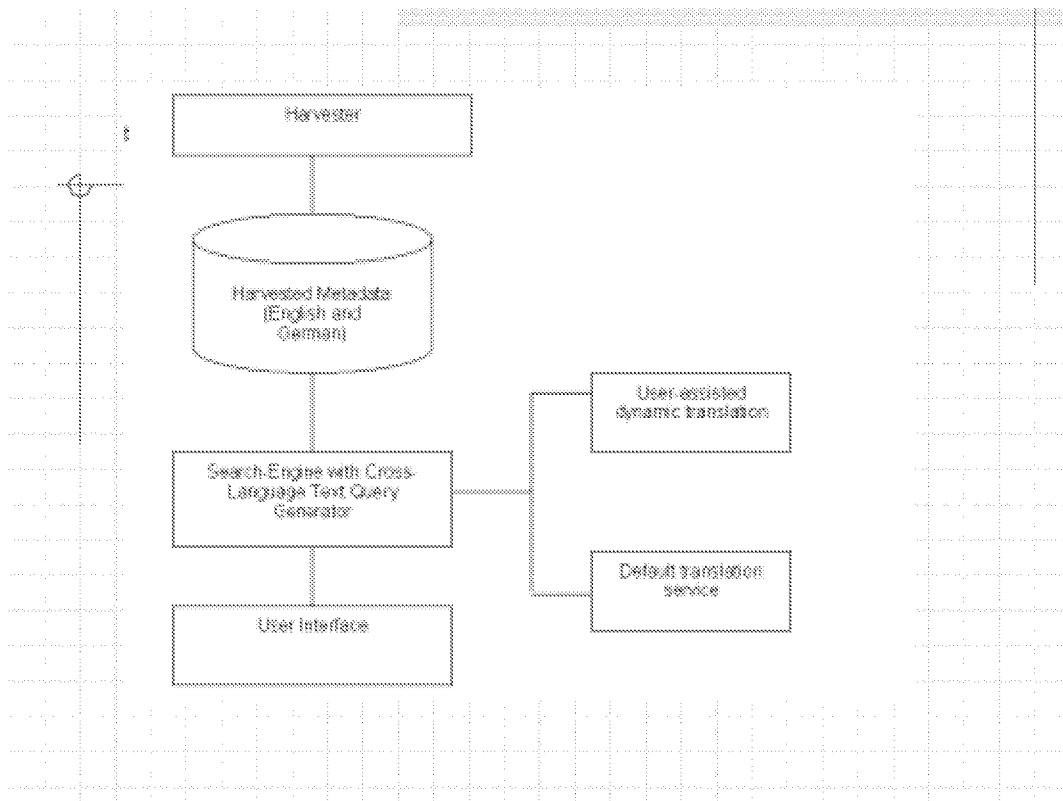 Harvester
Harvested Metadata
(English and
German)
User-assisted
dynamic translation
Search-Engine with Cross-
Language Text Query
Generator
Default translation
service
User Interface